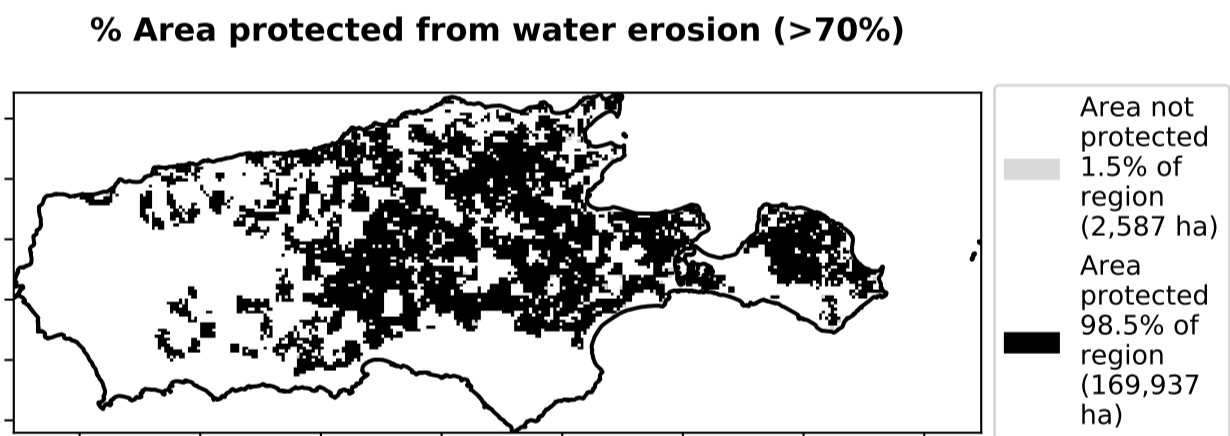 % Area protected from water erosion (>70%)
Area not
protected
1.5% of
region
(2,587 ha)
Area
protected
98.5% of
region
(169,937
ha)